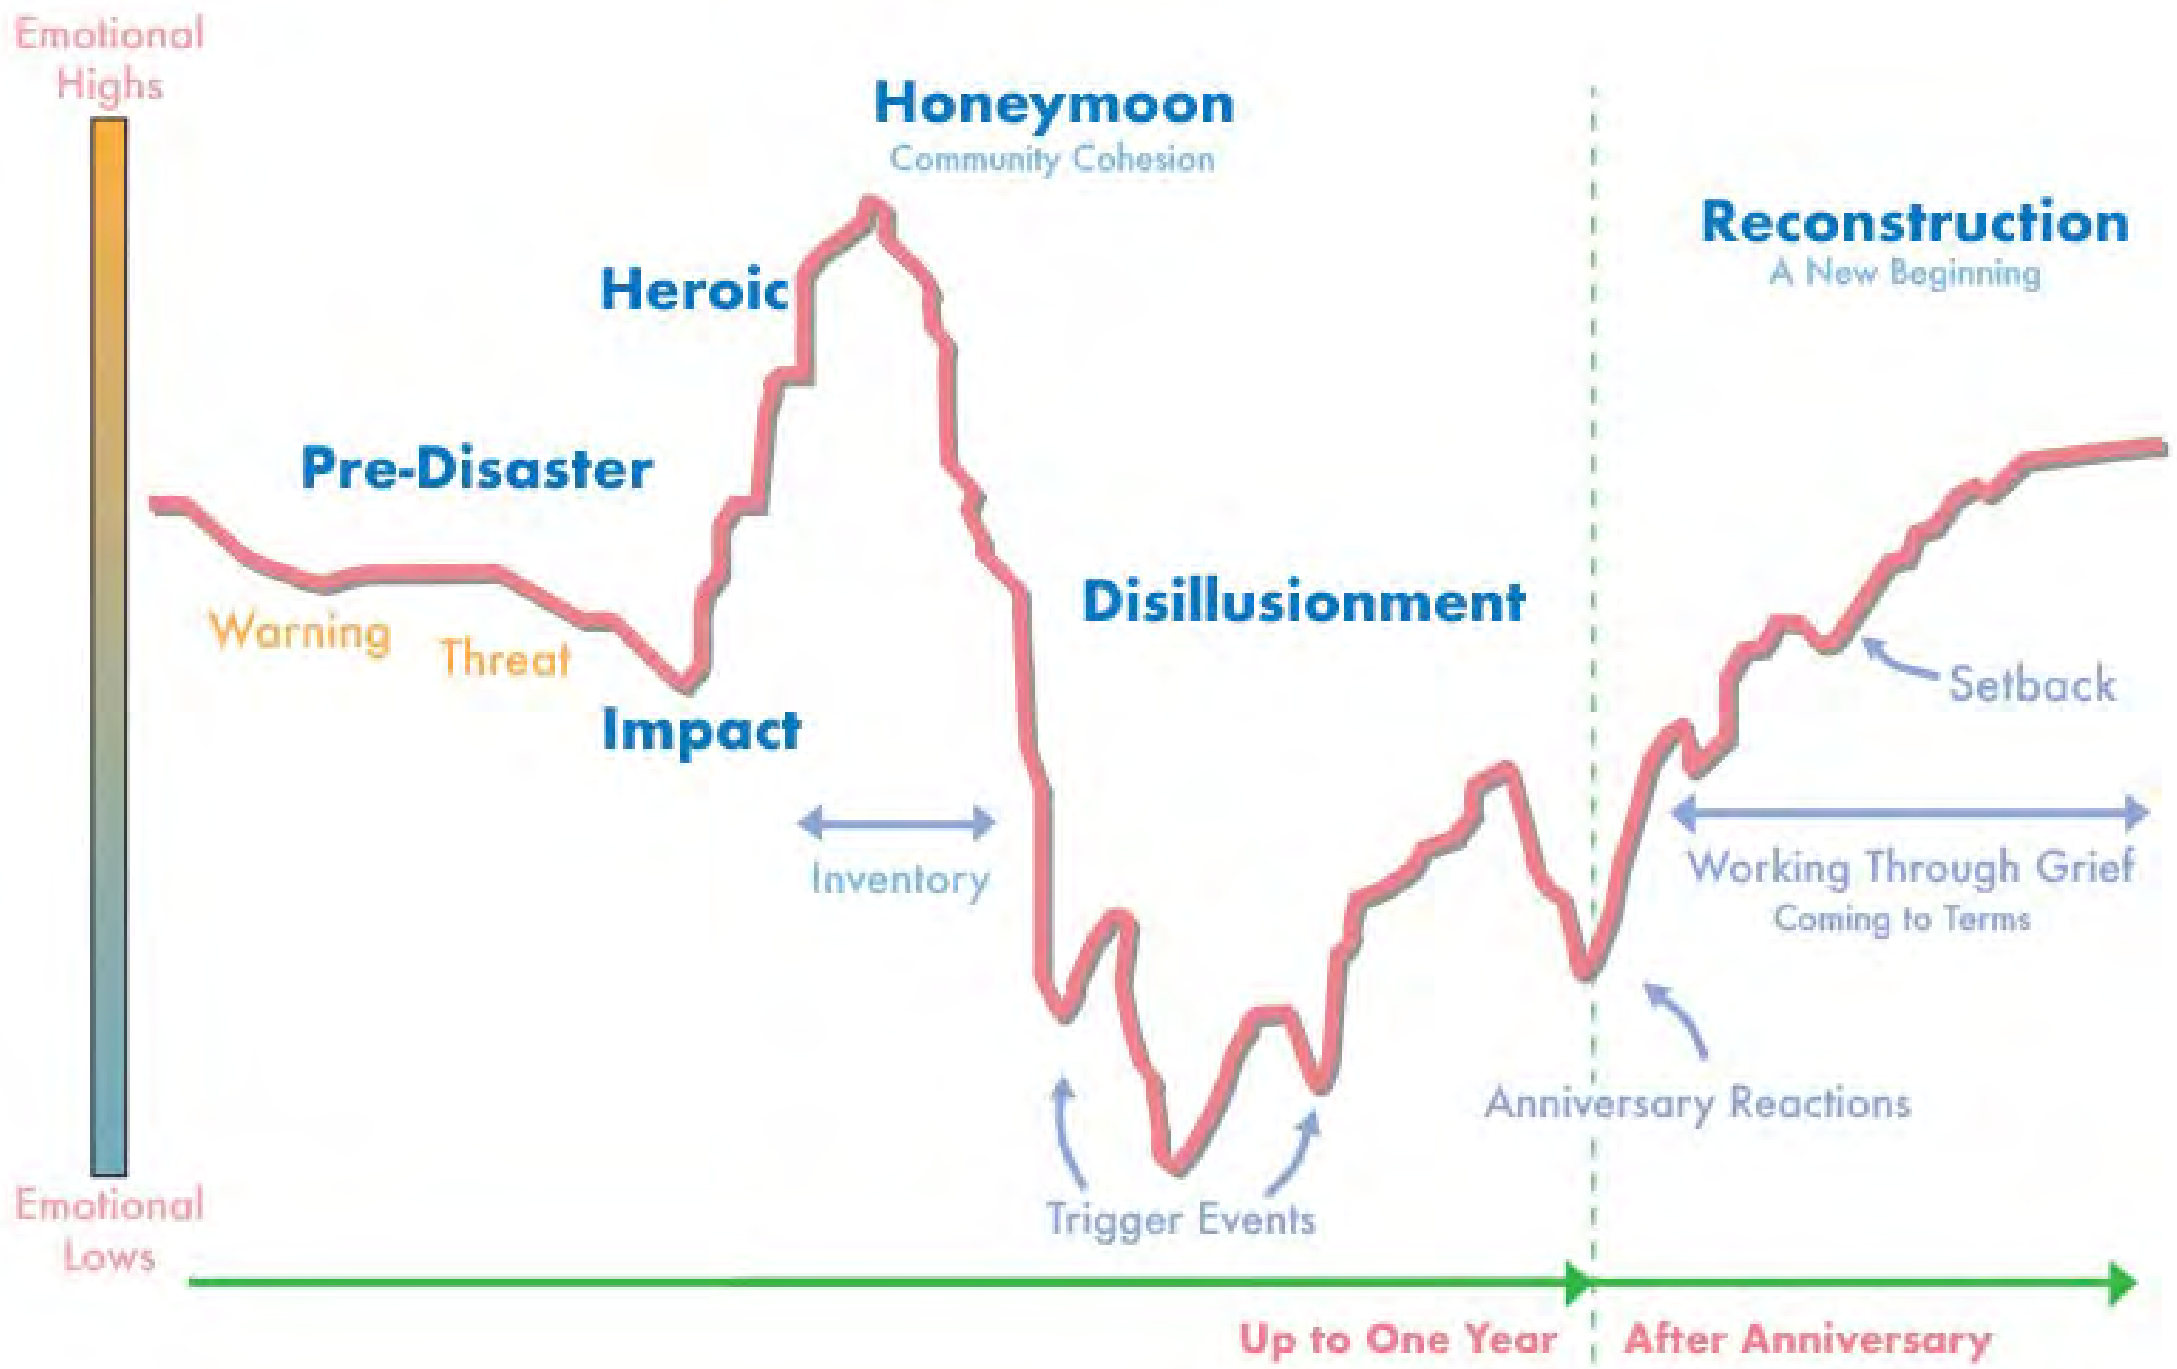 Emotional
Highs
Honeymoon
Community Cohesion
Reconstruction
A New Beginning
Heroic
Pre-Disaster
Disillusionment
Warning
Threat
Setback
Impact
Inventory
Working Through Grief
Coming to Terms
Anniversary Reactions
Trigger Events
Emotional
Lows
Up to One Year
After Anniversary